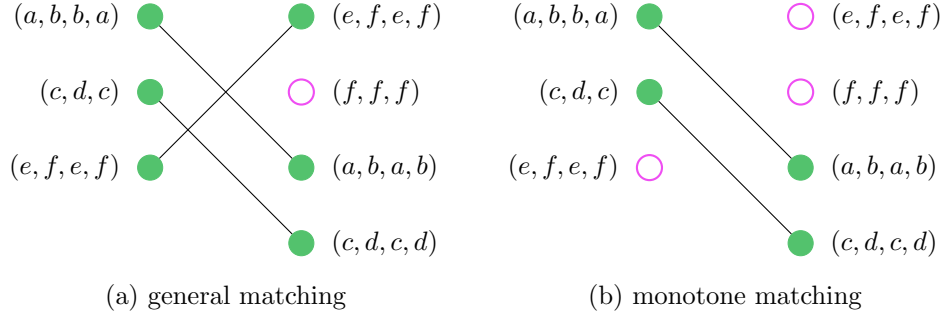 (a, b, b, a) (e, f, e, f) (a, b, b, a) (e, f, e, f)
(c, d, c) (f, f, f) (c, d, c) (f, f, f)
(e, f, e, f) (a, b, a, b) (e, f, e, f) (a, b, a, b)
(c, d, c, d) (c, d, c, d)
(a) general matching (b) monotone matching